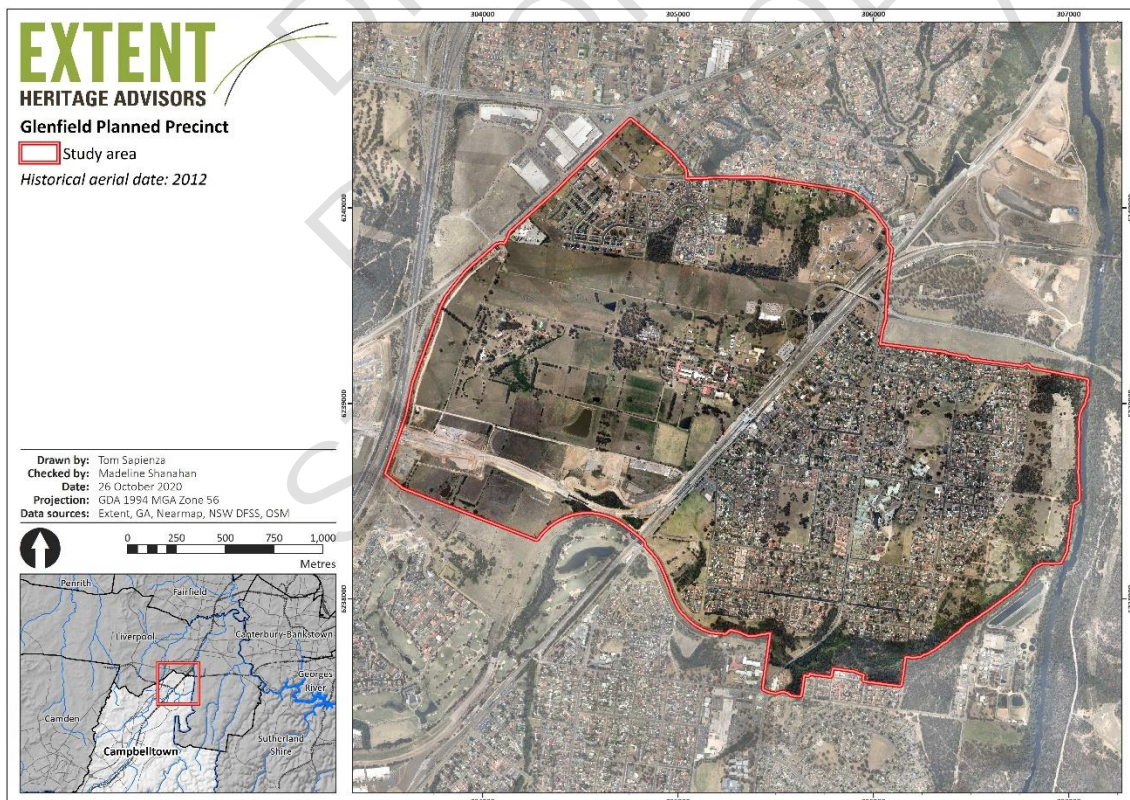 EXTENT
HERITAGE ADVISORS
Glenfield Planned Precinct
Study area
Historical aerial date: 2012
Drawn by: Tom Sapienza
Checked by: Madeline Shanahan
Date: 26 October 2020
Projection: GDA 1994 MGA Zone 56
Data sources: Extent, GA, Nearmap, NSW DFSS, OSM
0 250 500 750 1,000
Metres
Penrith
Fairfield
Liverpool
Canterbury-Bankstown
Georges
River
Camden
Sutherland
Shire
Campbelltown
304000 305000 306000 307000
6240000
6239000
6238000